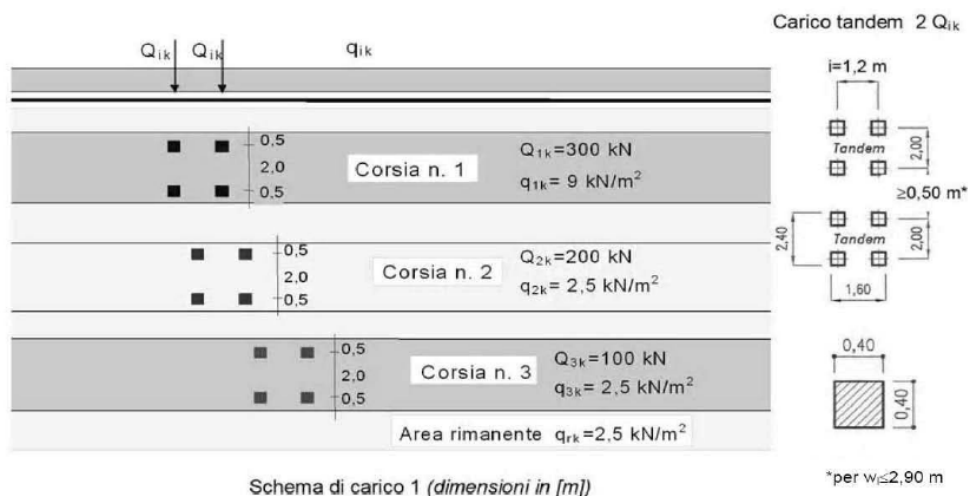 Carico tandem 2 Qik
Qik Qik qik
i=1,2 m
Corsia n. 1
0,5
2,0
0,5
Q1k=300 kN
q1k= 9 kN/m²
Tandem
2,00
≥0,50 m*
Corsia n. 2
0,5
2,0
0,5
Q2k=200 kN
q2k= 2,5 kN/m²
2,40
Tandem
2,00
1,60
Corsia n. 3
0,5
2,0
0,5
Q3k=100 kN
q3k= 2,5 kN/m²
0,40
0,40
Area rimanente qrk=2,5 kN/m²
Schema di carico 1 (dimensioni in [m])
*per wl≤2,90 m